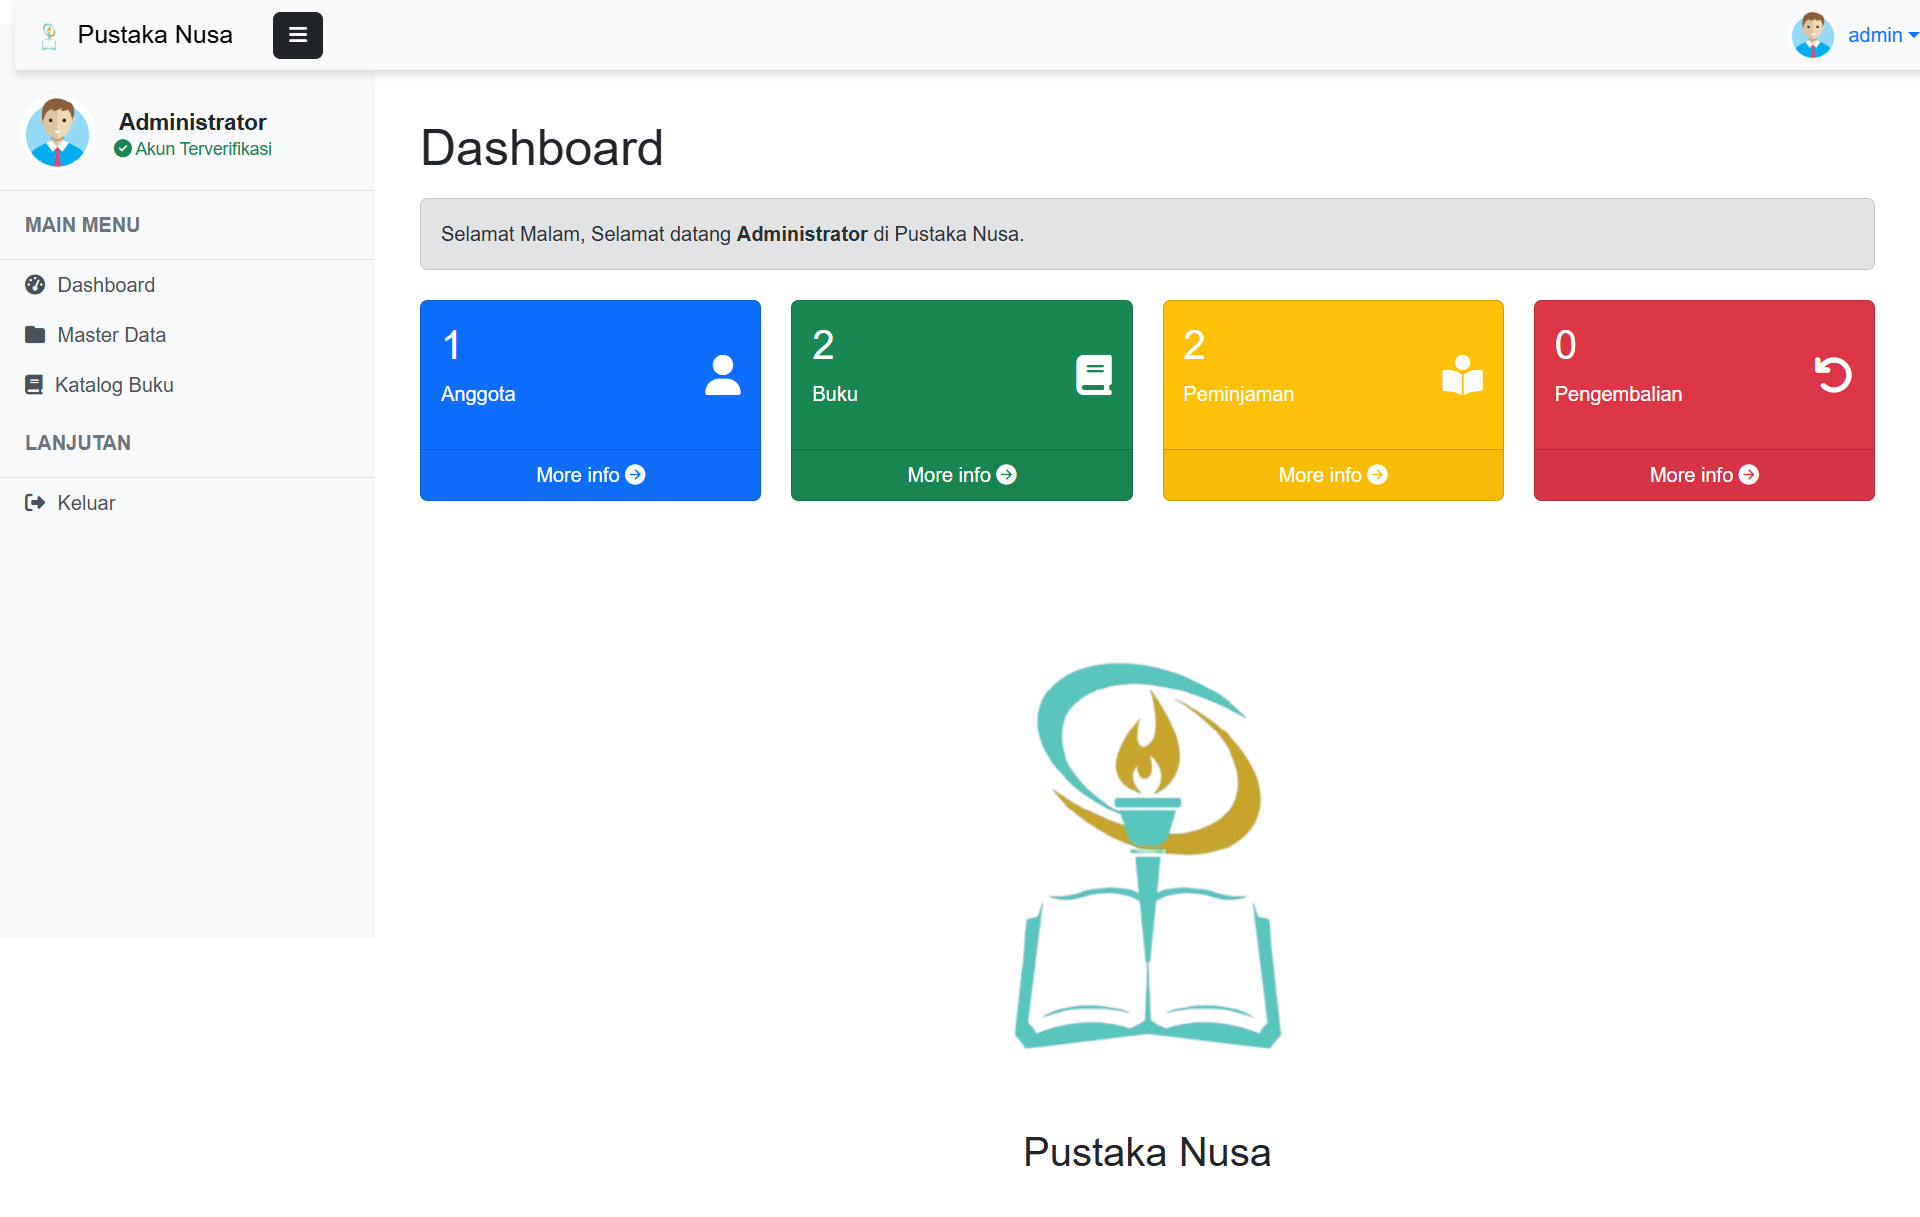 Pustaka Nusa
admin
Administrator
Akun Terverifikasi
MAIN MENU
Dashboard
Master Data
Katalog Buku
LANJUTAN
Keluar
Dashboard
Selamat Malam, Selamat datang Administrator di Pustaka Nusa.
1
Anggota
More info
2
Buku
More info
2
Peminjaman
More info
0
Pengembalian
More info
Pustaka Nusa